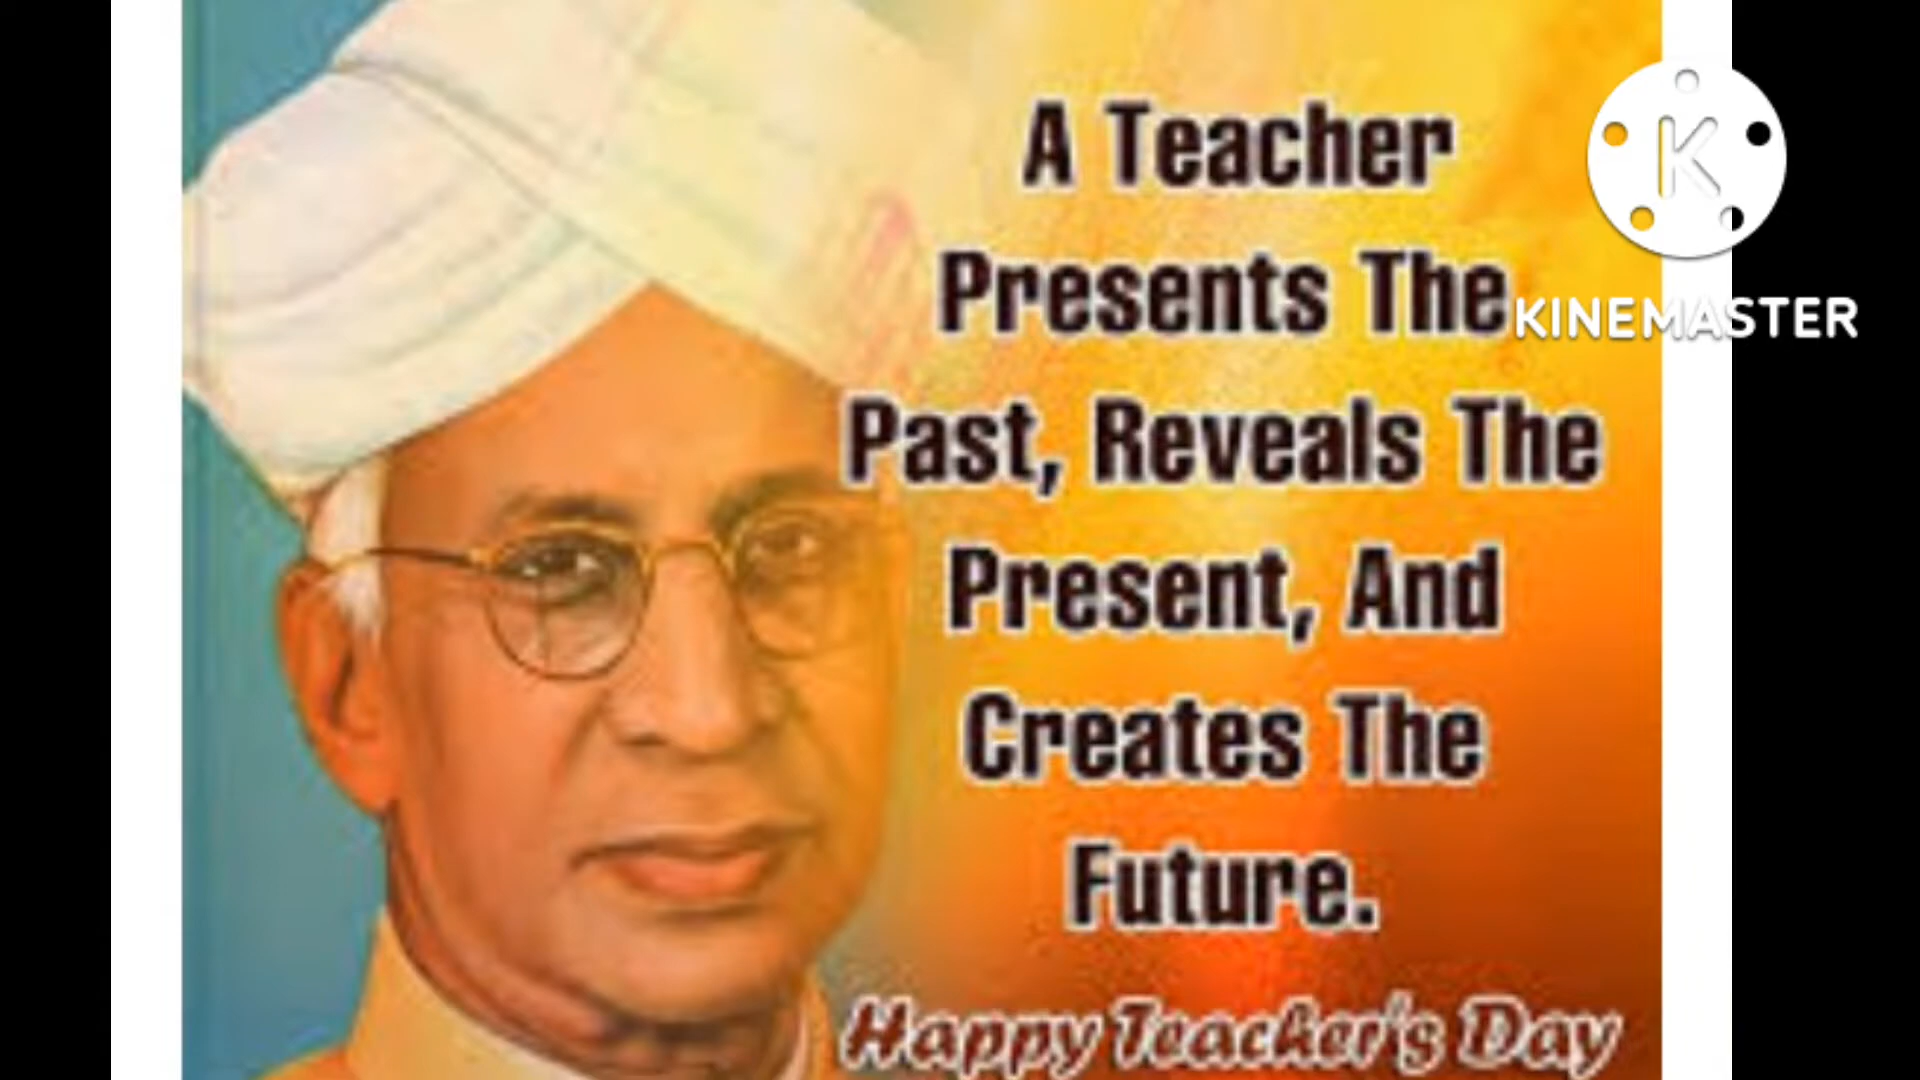 A Teacher
Presents The
Past, Reveals The
Present, And
Creates The
Future.
Happy Teacher's Day
K
KINEMASTER